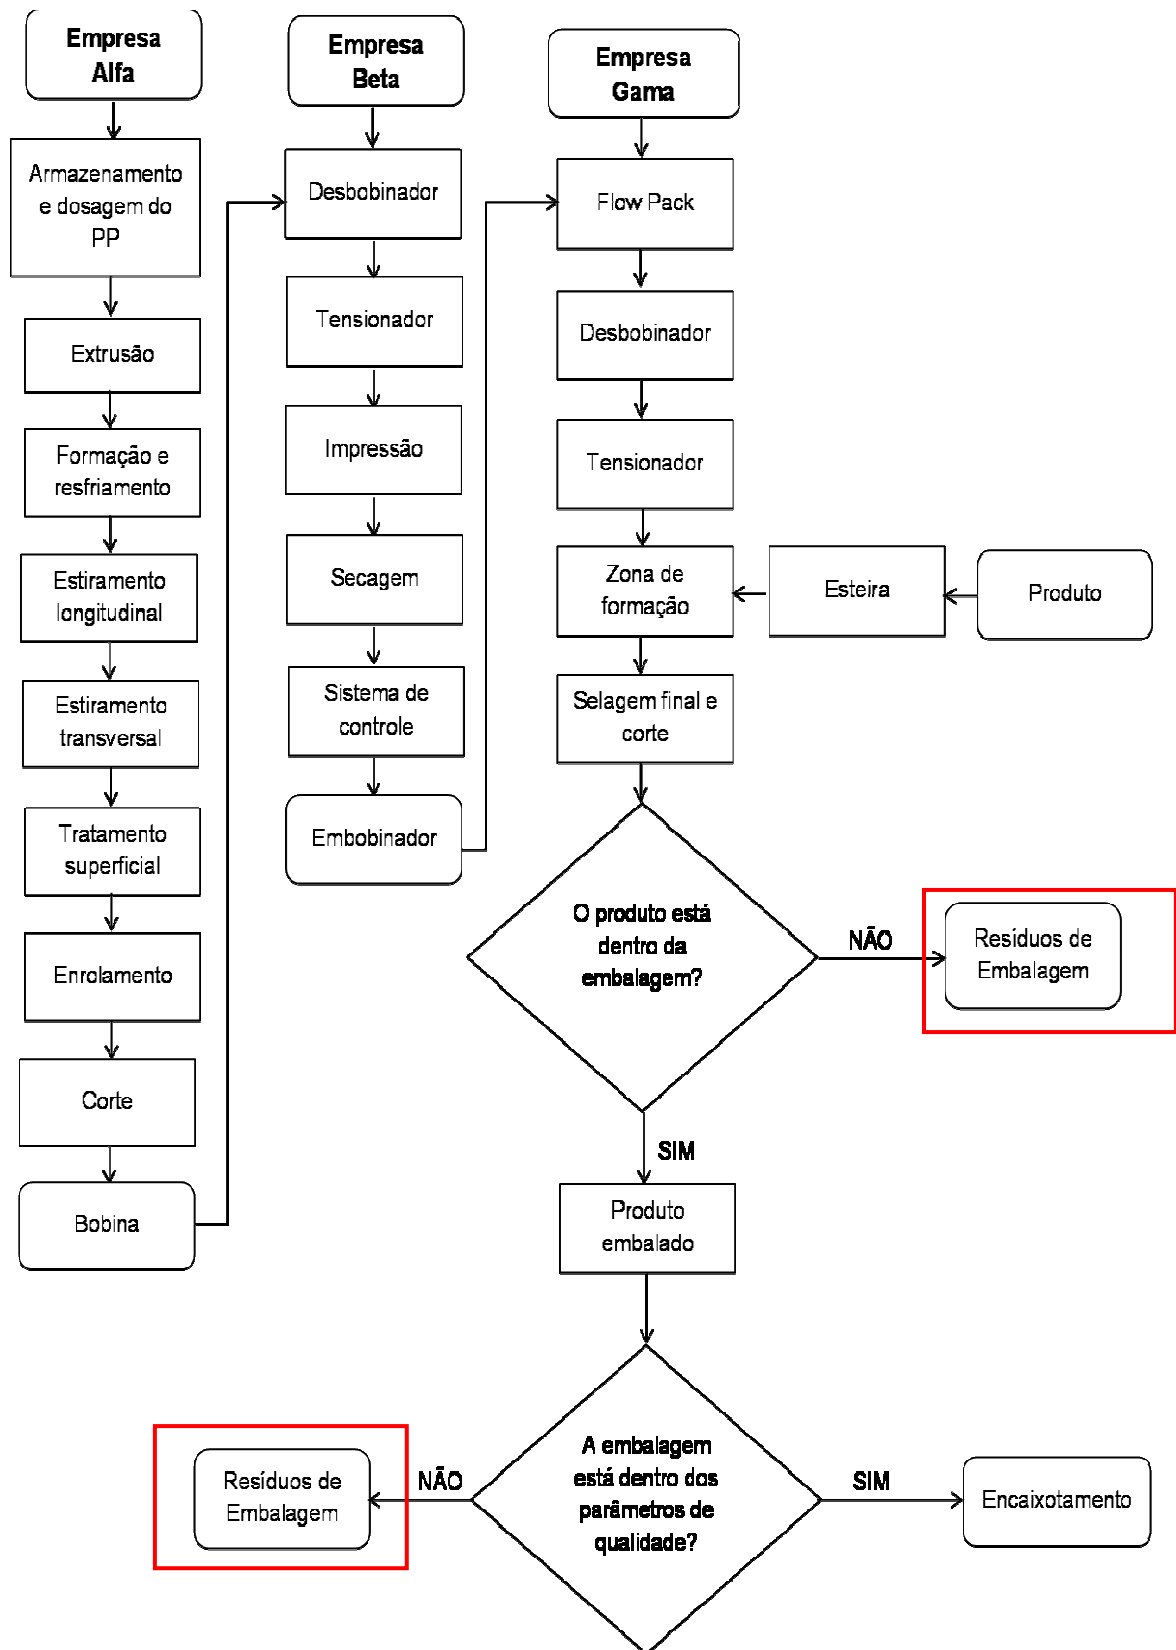 Empresa
Alfa
Armazenamento
e dosagem do
PP
Extrusão
Formação e
resfriamento
Estiramento
longitudinal
Estiramento
transversal
Tratamento
superficial
Enrolamento
Corte
Bobina
Empresa
Beta
Desbobinador
Tensionador
Impressão
Secagem
Sistema de
controle
Embobinador
Empresa
Gama
Flow Pack
Desbobinador
Tensionador
Zona de
formação
Esteira
Produto
Selagem final e
corte
O produto está
dentro da
embalagem?
NÃO
Resíduos de
Embalagem
SIM
Produto
embalado
A embalagem
está dentro dos
parâmetros de
qualidade?
NÃO
Resíduos de
Embalagem
SIM
Encaixotamento